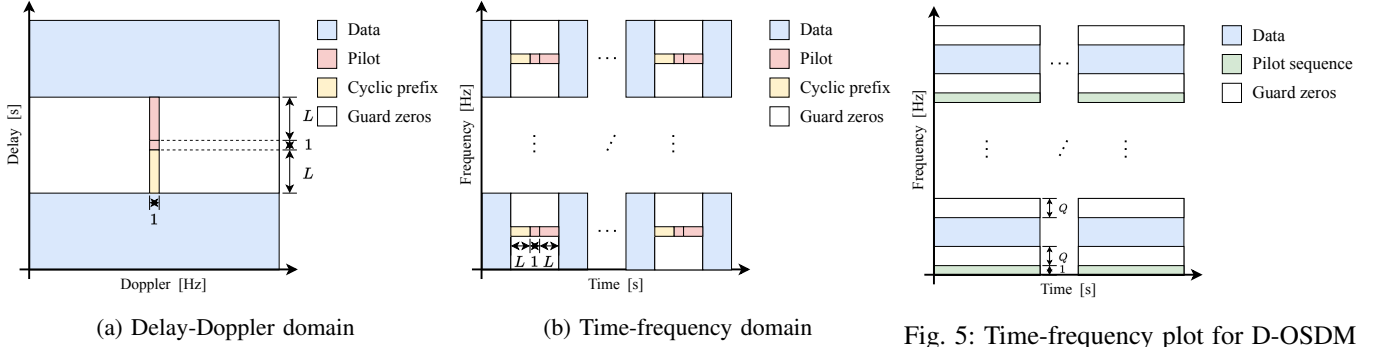 Data
Pilot
Cyclic prefix
Guard zeros
Delay [s]
L
1
L
1
Doppler [Hz]
(a) Delay-Doppler domain
Data
Pilot
Cyclic prefix
Guard zeros
Frequency [Hz]
L 1 L
Time [s]
(b) Time-frequency domain
Data
Pilot sequence
Guard zeros
Frequency [Hz]
Q
Q
1
Time [s]
Fig. 5: Time-frequency plot for D-OSDM